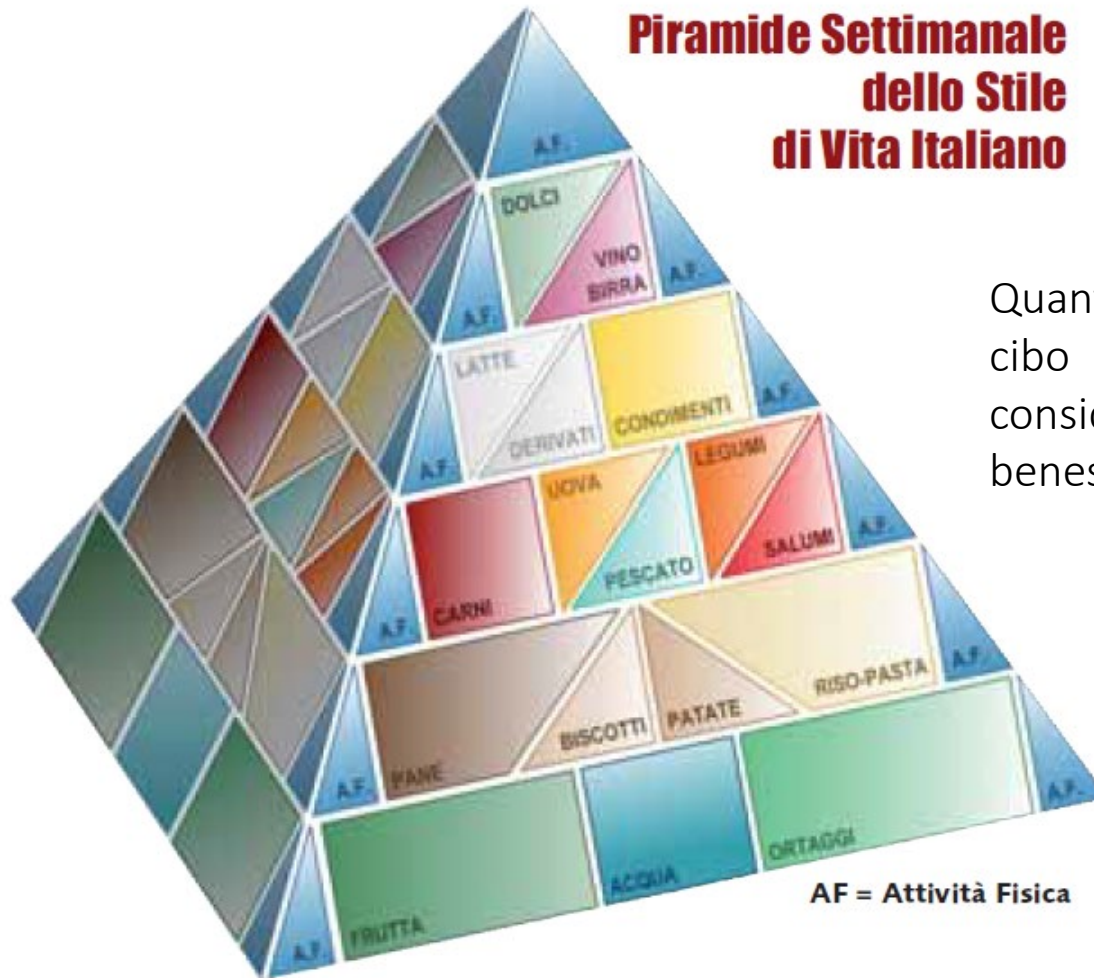 Piramide Settimanale
dello Stile
di Vita Italiano
A.F.
A.F.
DOLCI
VINO
BIRRA
A.F.
A.F.
LATTE
DERIVATI
CONDIMENTI
A.F.
A.F.
CARNI
UOVA
PESCATO
LEGUMI
SALUMI
A.F.
A.F.
PANE
BISCOTTI
PATATE
RISO-PASTA
A.F.
A.F.
FRUTTA
ACQUA
ORTAGGI
A.F.
A.F.
AF = Attività Fisica
cibo